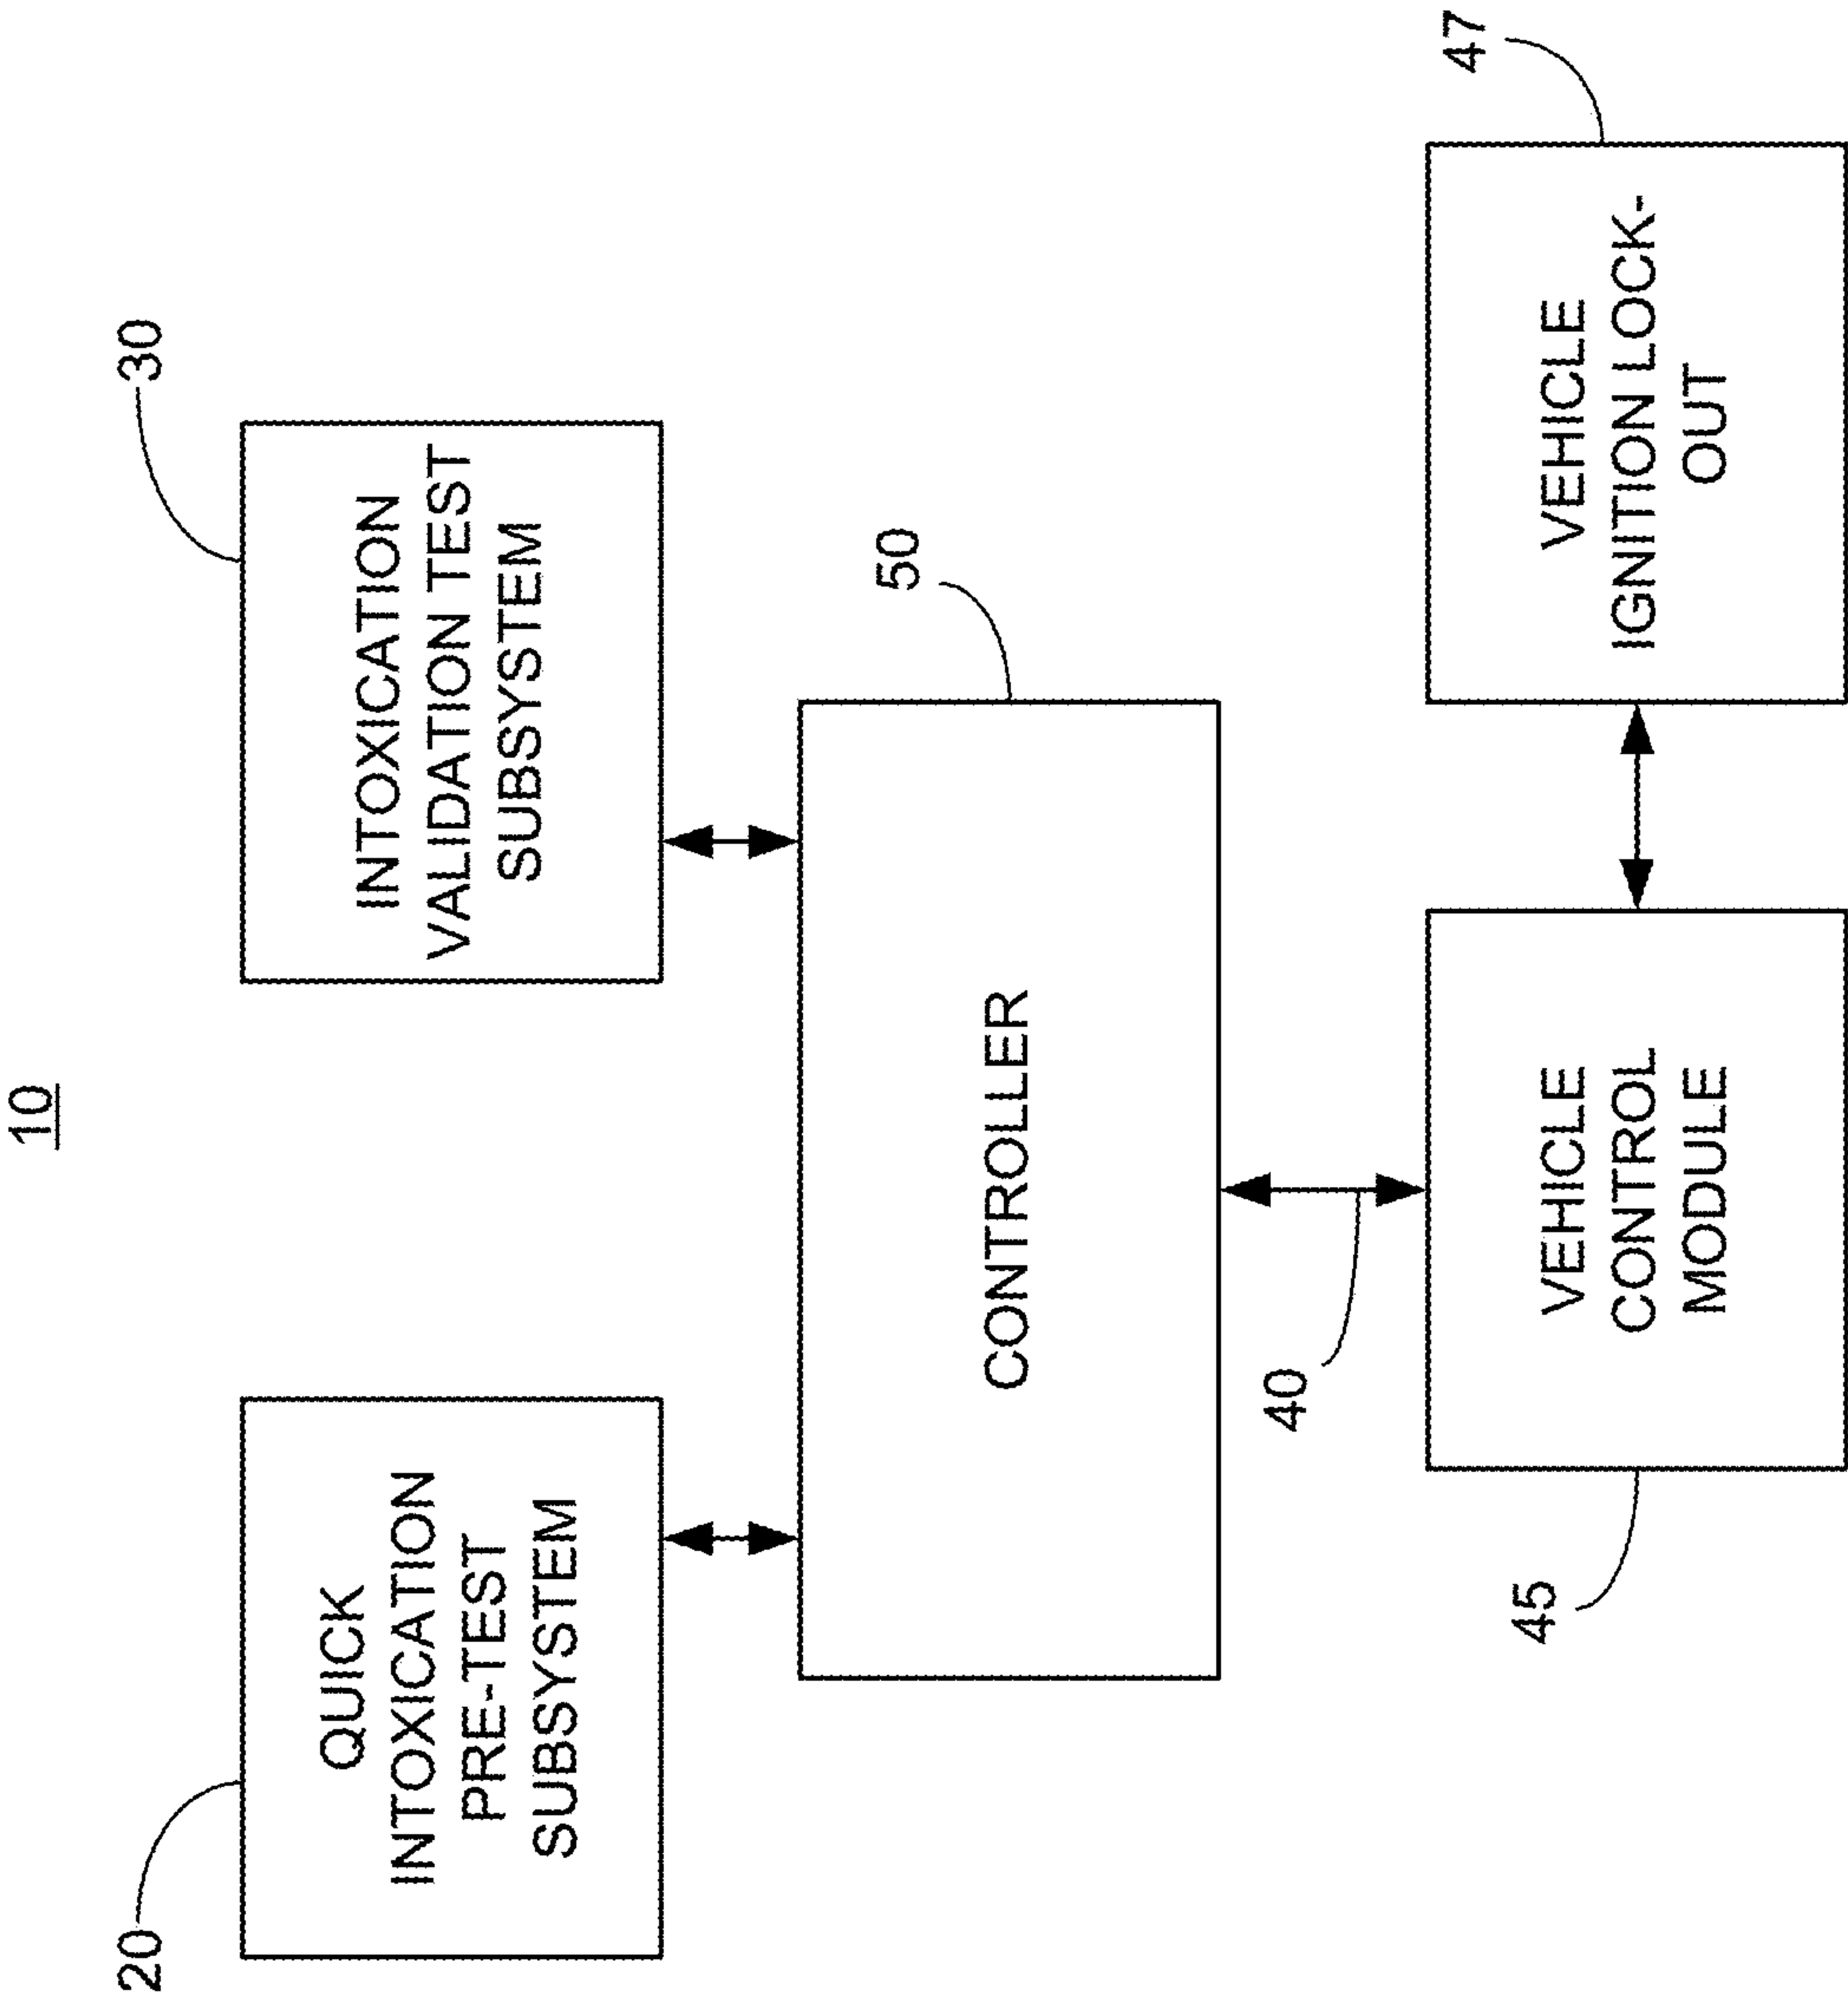 10
20
QUICK
INTOXICATION
PRE-TEST
SUBSYSTEM
30
INTOXICATION
VALIDATION TEST
SUBSYSTEM
50
CONTROLLER
40
45
VEHICLE
CONTROL
MODULE
47
VEHICLE
IGNITION LOCK-
OUT